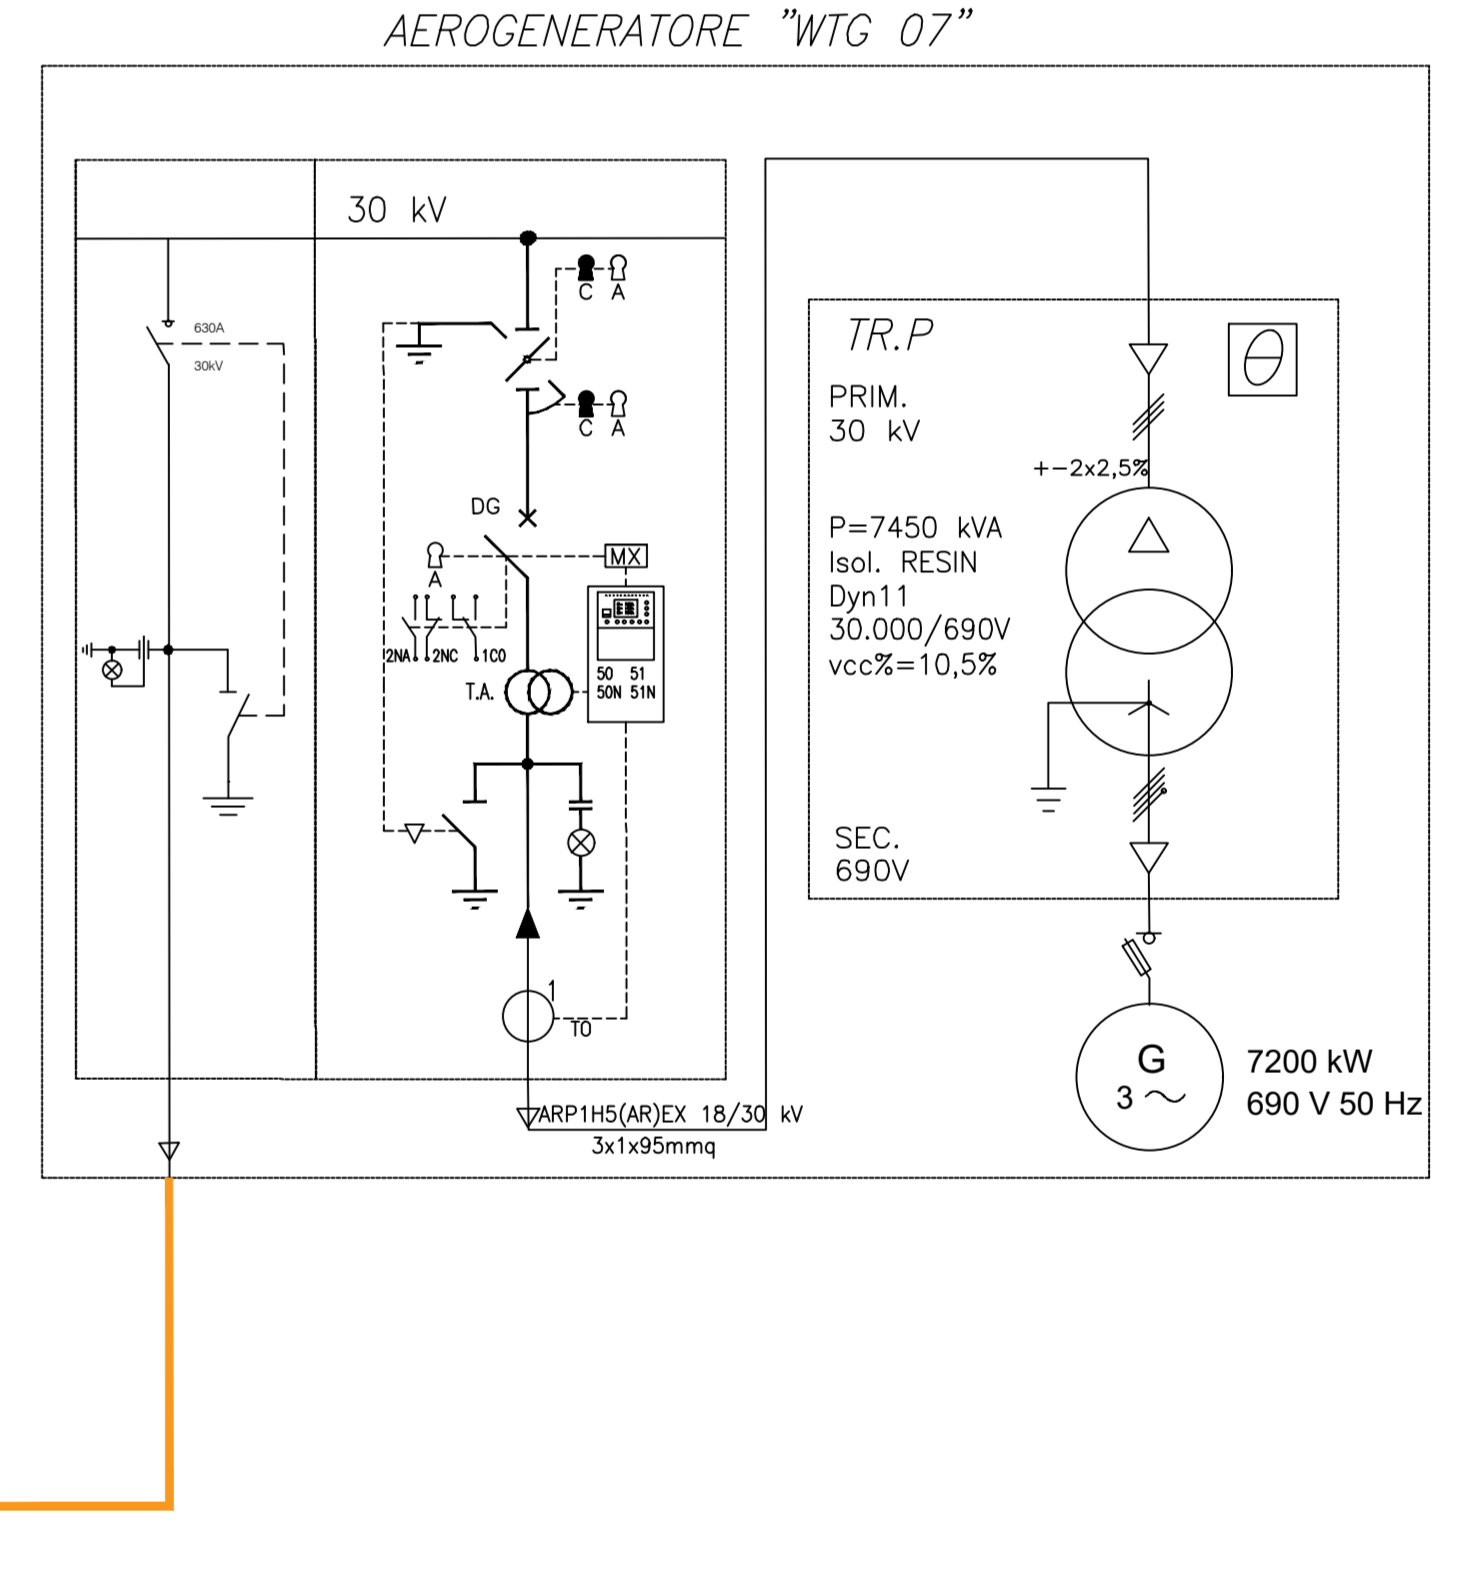 AEROGENERATORE "WTG 07"
30 kV
630A
30kV
C A
C A
DG
A
MX
2NA 2NC 1CO
T.A.
50 51
50N 51N
1
TO
ARP1H5(AR)EX 18/30 kV
3x1x95mmq
TR.P
PRIM.
30 kV
+-2x2,5%
P=7450 kVA
Isol. RESIN
Dyn11
30.000/690V
vcc%=10,5%
SEC.
690V
G
3
7200 kW
690 V 50 Hz